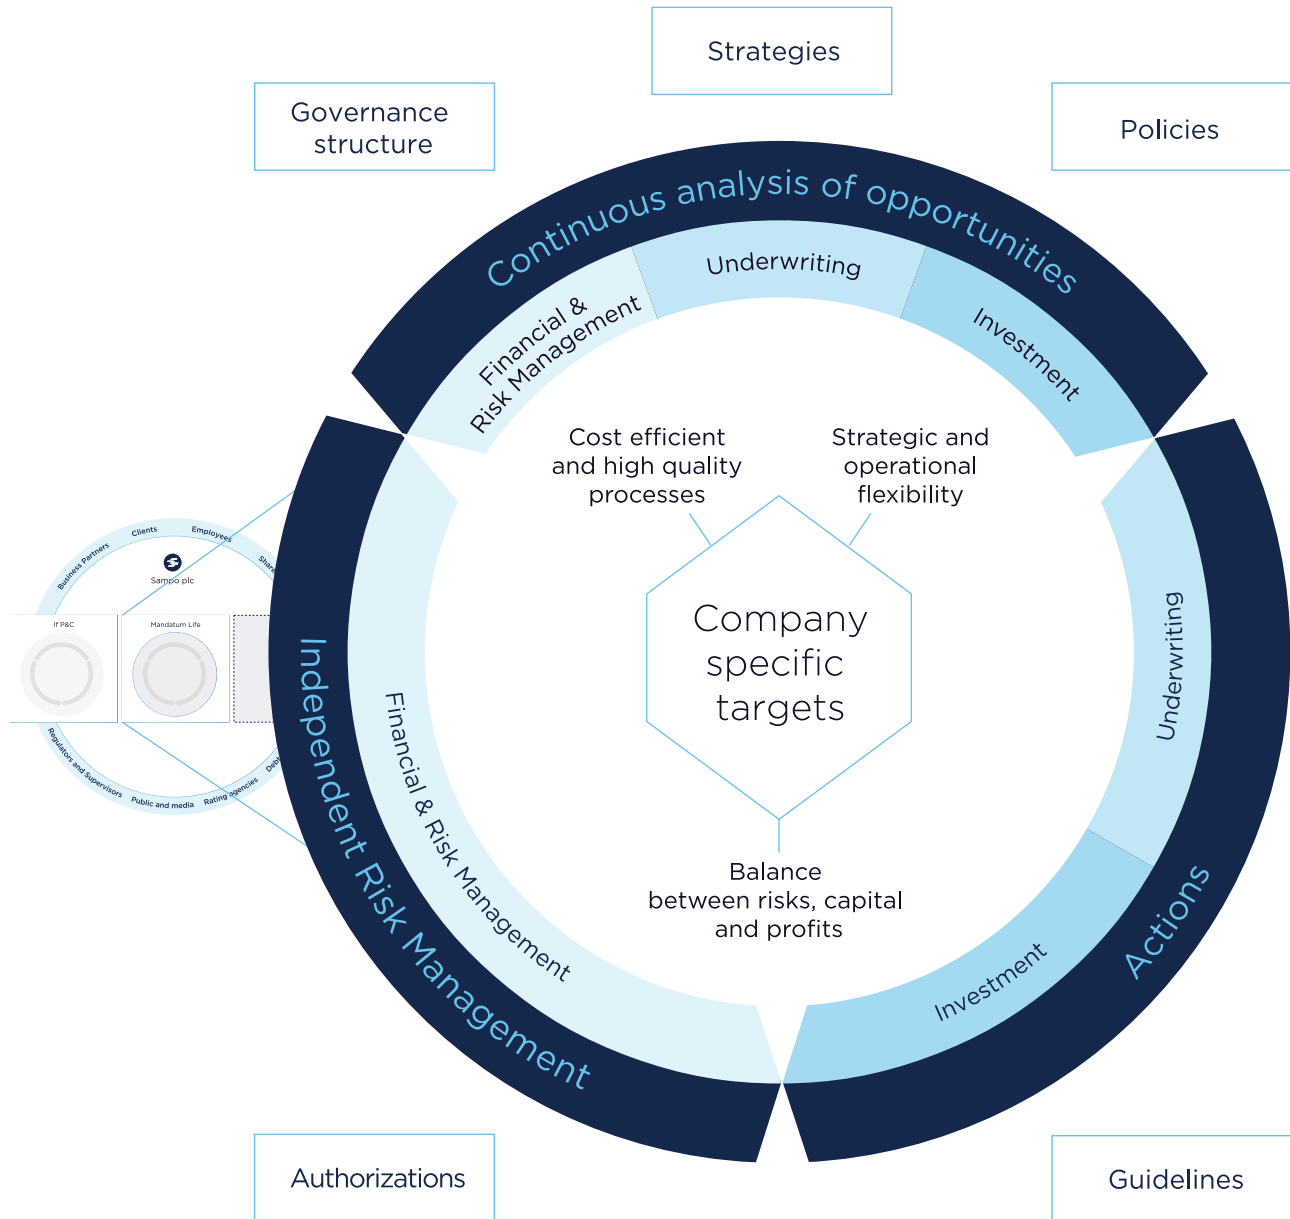 Strategies
Governance
structure
Policies
Continuous analysis of opportunities
Financial &
Risk Management
Underwriting
Investment
Cost efficient
and high quality
processes
Strategic and
operational
flexibility
Company
specific
targets
Balance
between risks, capital
and profits
Underwriting
Investment
Actions
Financial & Risk Management
Independent Risk Management
Business Partners
Clients
Employees
Sampo plc
If P&C
Mandatum Life
Regulators and Supervisors
Public and media
Rating agencies
Authorizations
Guidelines